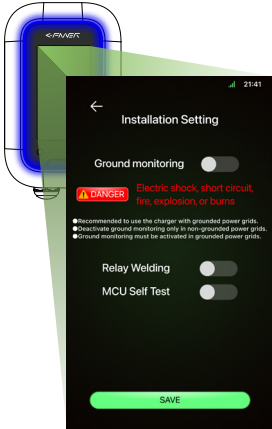 21:41
Installation Setting
Ground monitoring
DANGER
Electric shock, short circuit,
fire, explosion, or burns
●Recommended to use the charger with grounded power grids.
●Deactivate ground monitoring only in non-grounded power grids.
●Ground monitoring must be activated in grounded power grids.
Relay Welding
MCU Self Test
SAVE